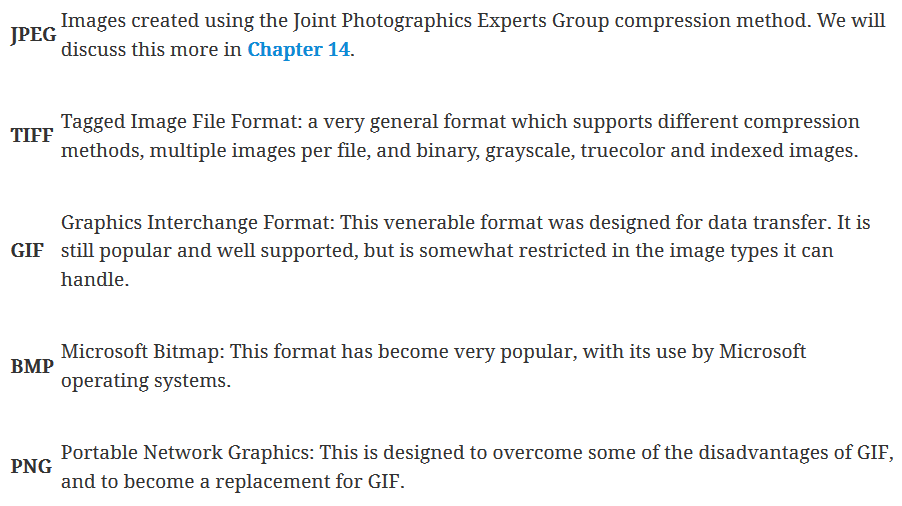 JPEG Images created using the Joint Photographics Experts Group compression method. We will
discuss this more in Chapter 14.
TIFF Tagged Image File Format: a very general format which supports different compression
methods, multiple images per file, and binary, grayscale, truecolor and indexed images.
Graphics Interchange Format: This venerable format was designed for data transfer. It is
GIF still popular and well supported, but is somewhat restricted in the image types it can
handle.
BMP Microsoft Bitmap: This format has become very popular, with its use by Microsoft
operating systems.
PNG Portable Network Graphics: This is designed to overcome some of the disadvantages of GIF,
and to become a replacement for GIF.